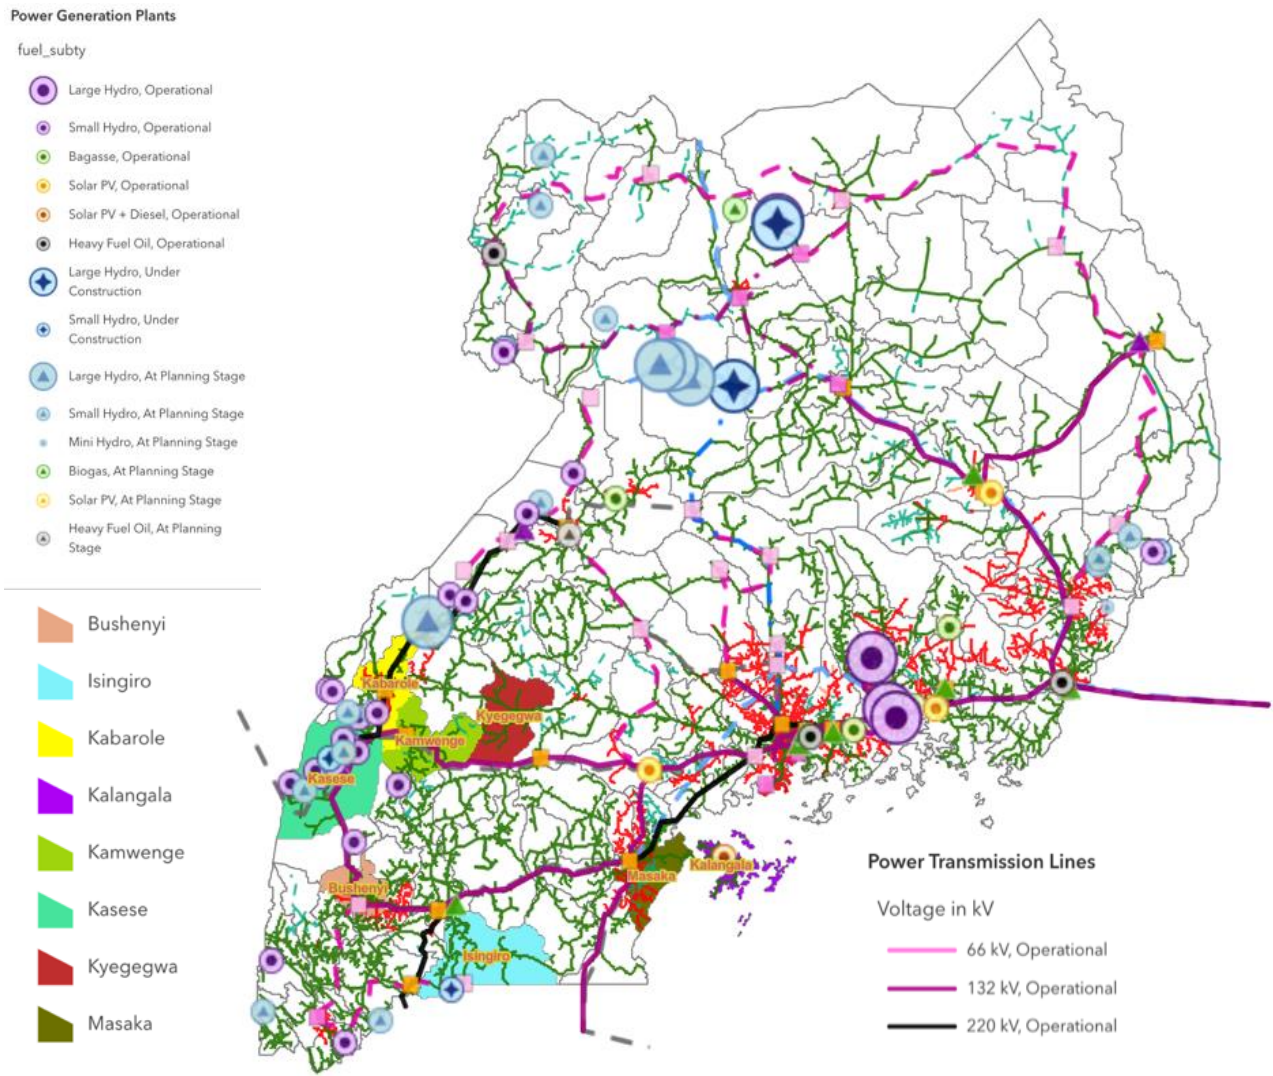 Power Generation Plants
fuel_subty
Large Hydro, Operational
Small Hydro, Operational
Bagasse, Operational
Solar PV, Operational
Solar PV + Diesel, Operational
Heavy Fuel Oil, Operational
Large Hydro, Under
Construction
Small Hydro, Under
Construction
Large Hydro, At Planning Stage
Small Hydro, At Planning Stage
Mini Hydro, At Planning Stage
Biogas, At Planning Stage
Solar PV, At Planning Stage
Heavy Fuel Oil, At Planning
Stage
Bushenyi
Isingiro
Kabarole
Kalangala
Kamwenge
Kasese
Kyegegwa
Masaka
Kabarole
Kyegegwa
Kamwenge
Kasese
Bushenyi
Masaka
Kalangala
Isingiro
Power Transmission Lines
Voltage in kV
66 kV, Operational
132 kV, Operational
220 kV, Operational